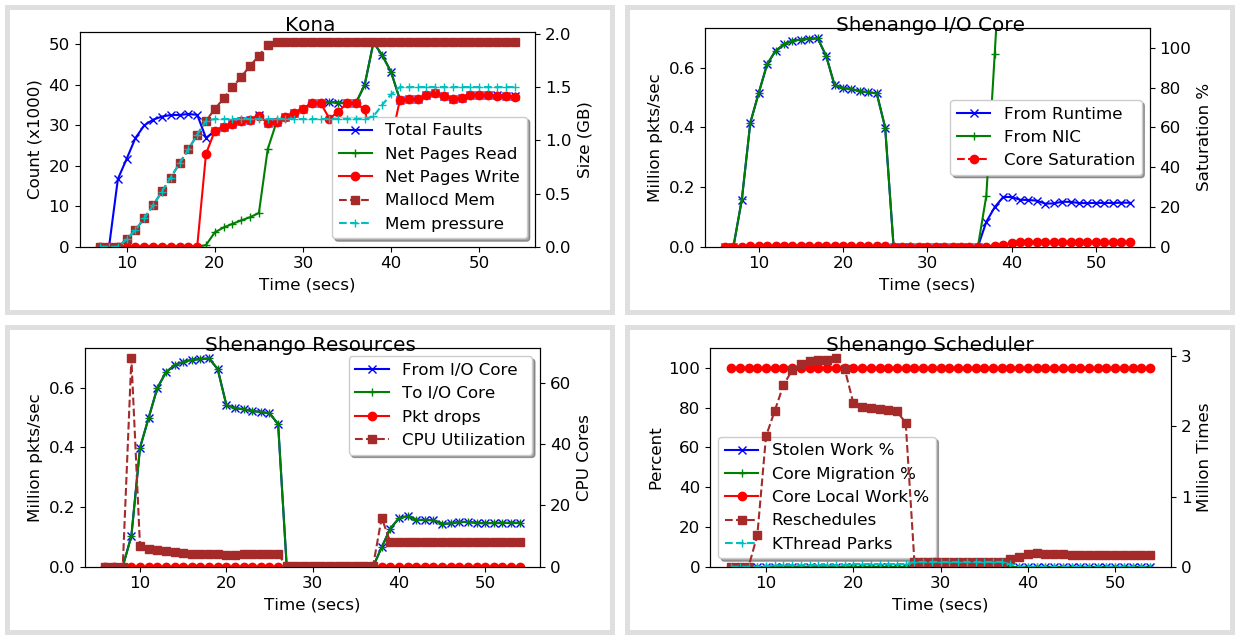 Kona
50
40
30
20
10
0
Count (x1000)
2.0
1.5
1.0
0.5
0.0
Size (GB)
Total Faults
Net Pages Read
Net Pages Write
Mallocd Mem
Mem pressure
10 20 30 40 50
Time (secs)
Shenango I/O Core
0.6
0.4
0.2
0.0
Million pkts/sec
100
80
60
40
20
0
Saturation %
From Runtime
From NIC
Core Saturation
10 20 30 40 50
Time (secs)
Shenango Resources
0.6
0.4
0.2
0.0
Million pkts/sec
60
40
20
0
CPU Cores
From I/O Core
To I/O Core
Pkt drops
CPU Utilization
10 20 30 40 50
Time (secs)
Shenango Scheduler
100
80
60
40
20
0
Percent
3
2
1
0
Million Times
Stolen Work %
Core Migration %
Core Local Work %
Reschedules
KThread Parks
10 20 30 40 50
Time (secs)